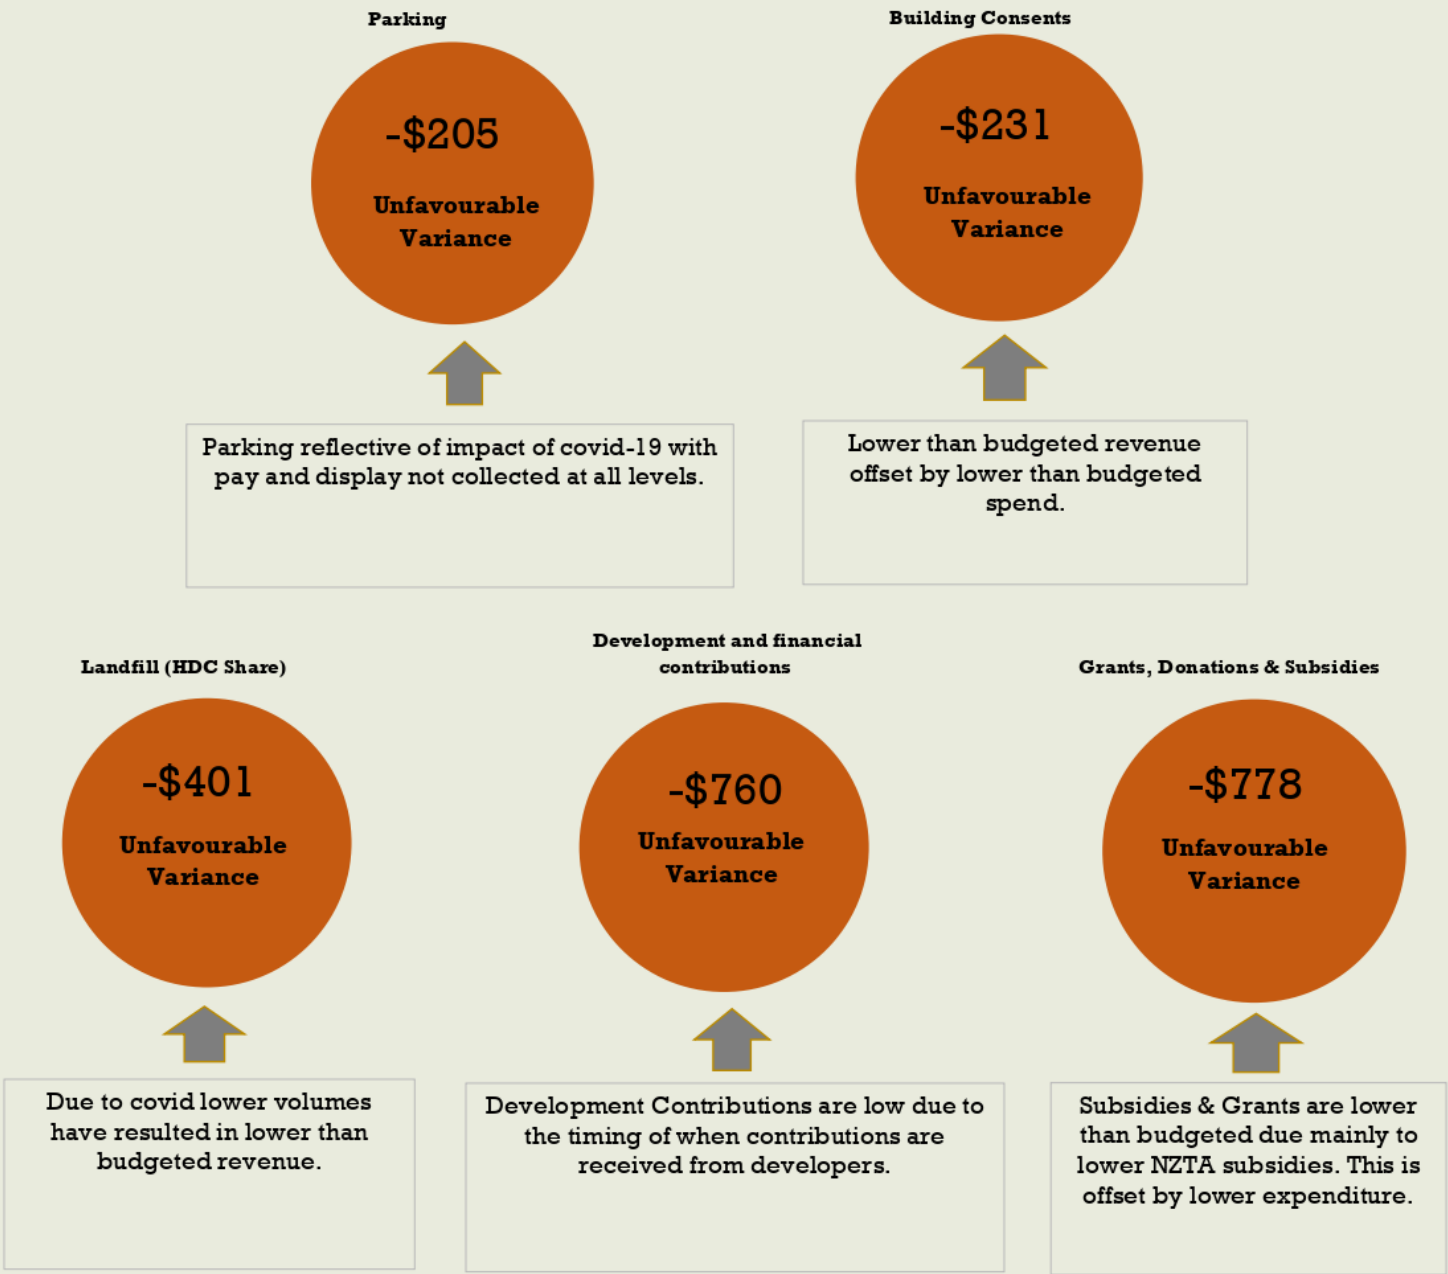 Parking
-$205
Unfavourable
Variance
Parking reflective of impact of covid-19 with
pay and display not collected at all levels.
Building Consents
-$231
Unfavourable
Variance
Lower than budgeted revenue
offset by lower than budgeted
spend.
Landfill (HDC Share)
-$401
Unfavourable
Variance
Due to covid lower volumes
have resulted in lower than
budgeted revenue.
Development and financial
contributions
-$760
Unfavourable
Variance
Development Contributions are low due to
the timing of when contributions are
received from developers.
Grants, Donations & Subsidies
-$778
Unfavourable
Variance
Subsidies & Grants are lower
than budgeted due mainly to
lower NZTA subsidies. This is
offset by lower expenditure.